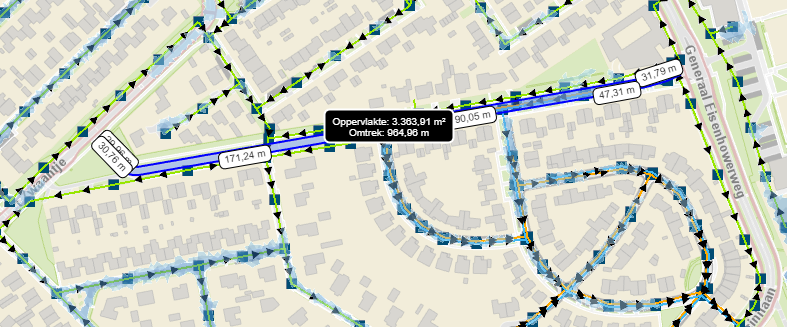 Generaal Eisenhowerweg
31,79 m
47,31 m
Oppervlakte: 3.363,91 m²
Omtrek: 964,96 m
90,05 m
30,76 m
171,24 m